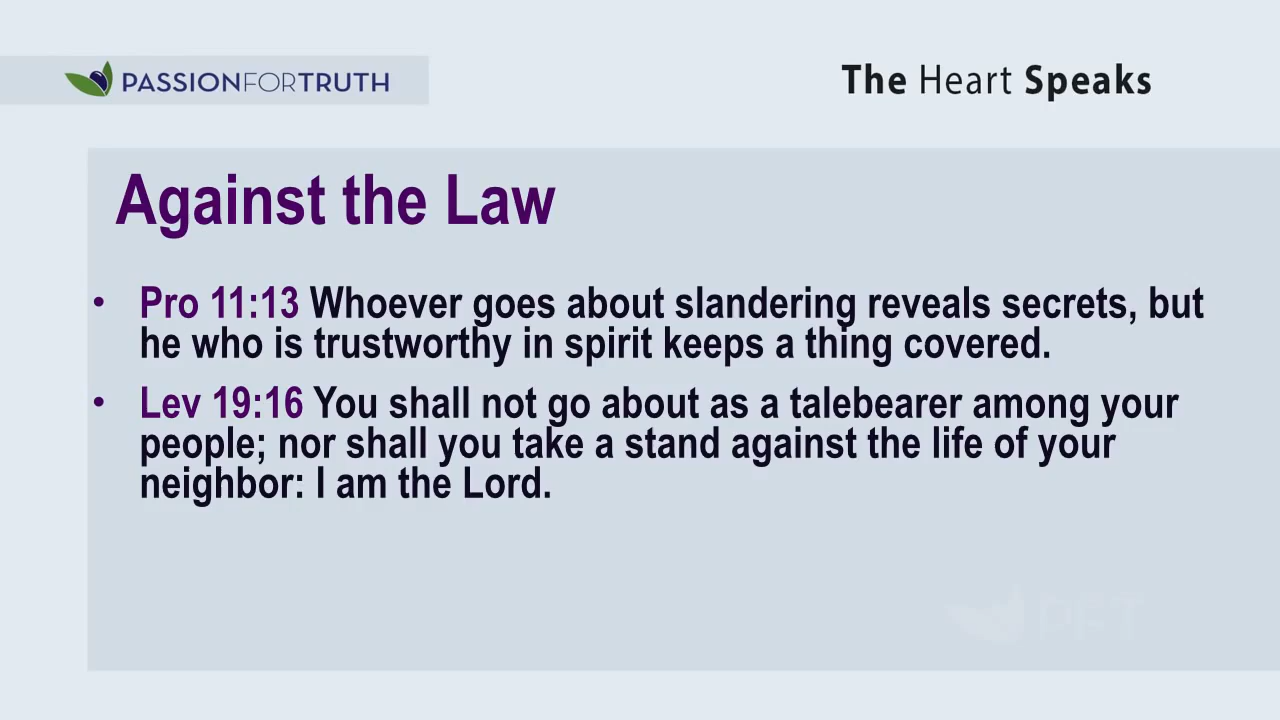 PASSIONFORTRUTH
The Heart Speaks
Against the Law
• Pro 11:13 Whoever goes about slandering reveals secrets, but
he who is trustworthy in spirit keeps a thing covered.
• Lev 19:16 You shall not go about as a talebearer among your
people; nor shall you take a stand against the life of your
neighbor: I am the Lord.
PFT